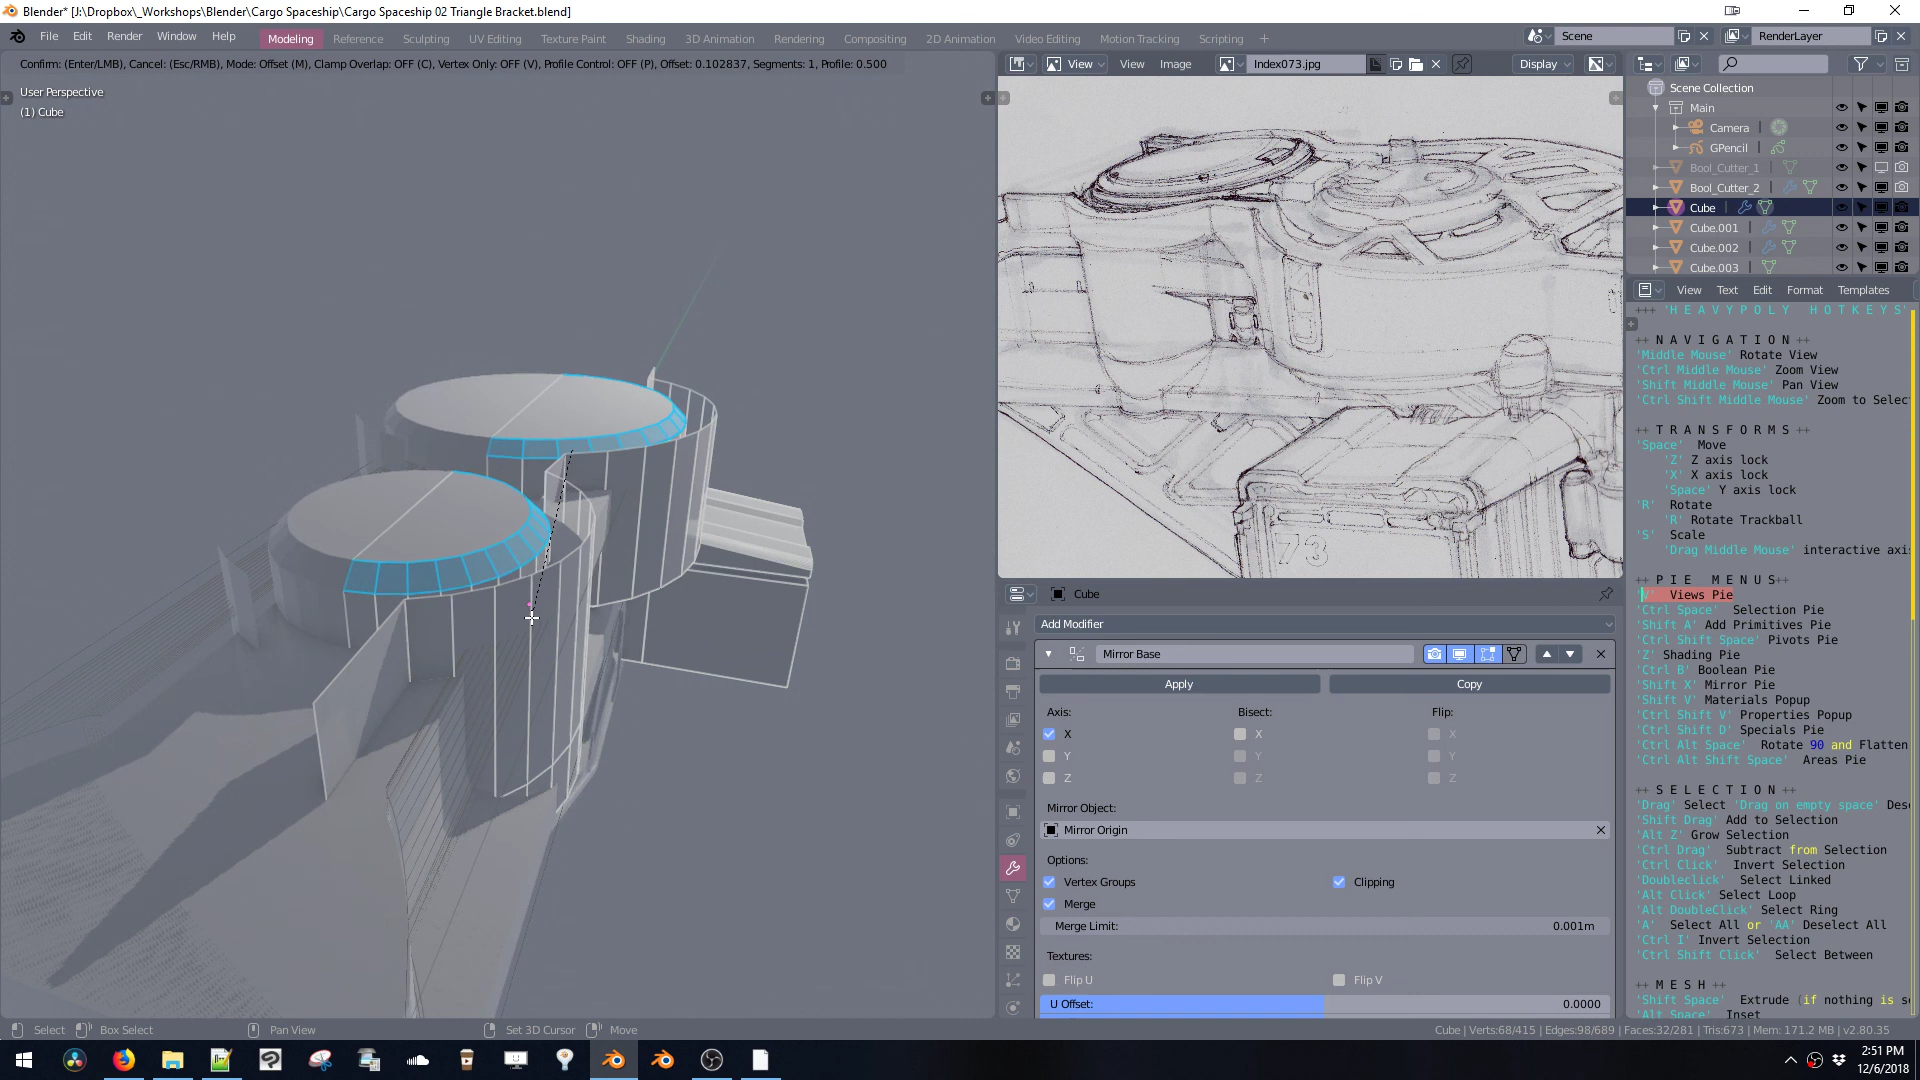 Blender* [J:\Dropbox\_Workshops\Blender\Cargo Spaceship\Cargo Spaceship 02 Triangle Bracket.blend]
File Edit Render Window Help Modeling Reference Sculpting UV Editing Texture Paint Shading 3D Animation Rendering Compositing 2D Animation Video Editing Motion Tracking Scripting + Scene RenderLayer
Confirm: (Enter/LMB), Cancel: (Esc/RMB), Mode: Offset (M), Clamp Overlap: OFF (C), Vertex Only: OFF (V), Profile Control: OFF (P), Offset: 0.102837, Segments: 1, Profile: 0.500
User Perspective
(1) Cube
View View Image Index073.jpg Display
73
Scene Collection
Main
Camera
GPencil
Bool_Cutter_1
Bool_Cutter_2
Cube
Cube.001
Cube.002
Cube.003
Cube
Add Modifier
Mirror Base
Apply Copy
Axis: Bisect: Flip:
X X X
Y Y Y
Z Z Z
Mirror Object:
Mirror Origin
Options:
Vertex Groups Clipping
Merge
Merge Limit: 0.001m
Textures:
Flip U Flip V
U Offset: 0.0000
View Text Edit Format Templates
+++ 'H E A V Y P O L Y   H O T K E Y S'
++ N A V I G A T I O N ++
'Middle Mouse' Rotate View
'Ctrl Middle Mouse' Zoom View
'Shift Middle Mouse' Pan View
'Ctrl Shift Middle Mouse' Zoom to Selec
++ T R A N S F O R M S ++
'Space' Move
'Z' Z axis lock
'X' X axis lock
'Space' Y axis lock
'R' Rotate
'R' Rotate Trackball
'S' Scale
'Drag Middle Mouse' interactive axi
++ P I E   M E N U S++
'V' Views Pie
'Ctrl Space' Selection Pie
'Shift A' Add Primitives Pie
'Ctrl Shift Space' Pivots Pie
'Z' Shading Pie
'Ctrl B' Boolean Pie
'Shift X' Mirror Pie
'Shift V' Materials Popup
'Ctrl Shift V' Properties Popup
'Ctrl Shift D' Specials Pie
'Ctrl Alt Space' Rotate 90 and Flatten
'Ctrl Alt Shift Space' Areas Pie
++ S E L E C T I O N ++
'Drag' Select 'Drag on empty space' Des
'Shift Drag' Add to Selection
'Alt Z' Grow Selection
'Ctrl Drag' Subtract from Selection
'Ctrl Click' Invert Selection
'Doubleclick' Select Linked
'Alt Click' Select Loop
'Alt DoubleClick' Select Ring
'A' Select All or 'AA' Deselect All
'Ctrl I' Invert Selection
'Ctrl Shift Click' Select Between
++ M E S H ++
'Shift Space' Extrude (if nothing is s
'Alt Space' Inset
Select Box Select Pan View Set 3D Cursor Move Cube | Verts:68/415 | Edges:98/689 | Faces:32/281 | Tris:673 | Mem: 171.2 MB | v2.80.35
2:51 PM
12/6/2018